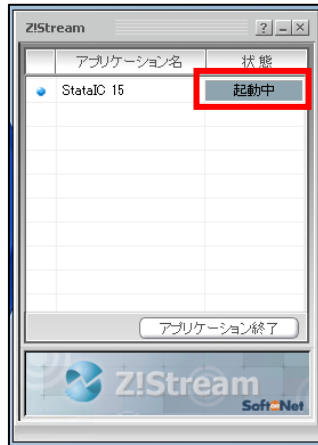 Z!Stream
アプリケーション名 状態
StataIC 15 起動中
アプリケーション終了
Z!Stream
SoftNet